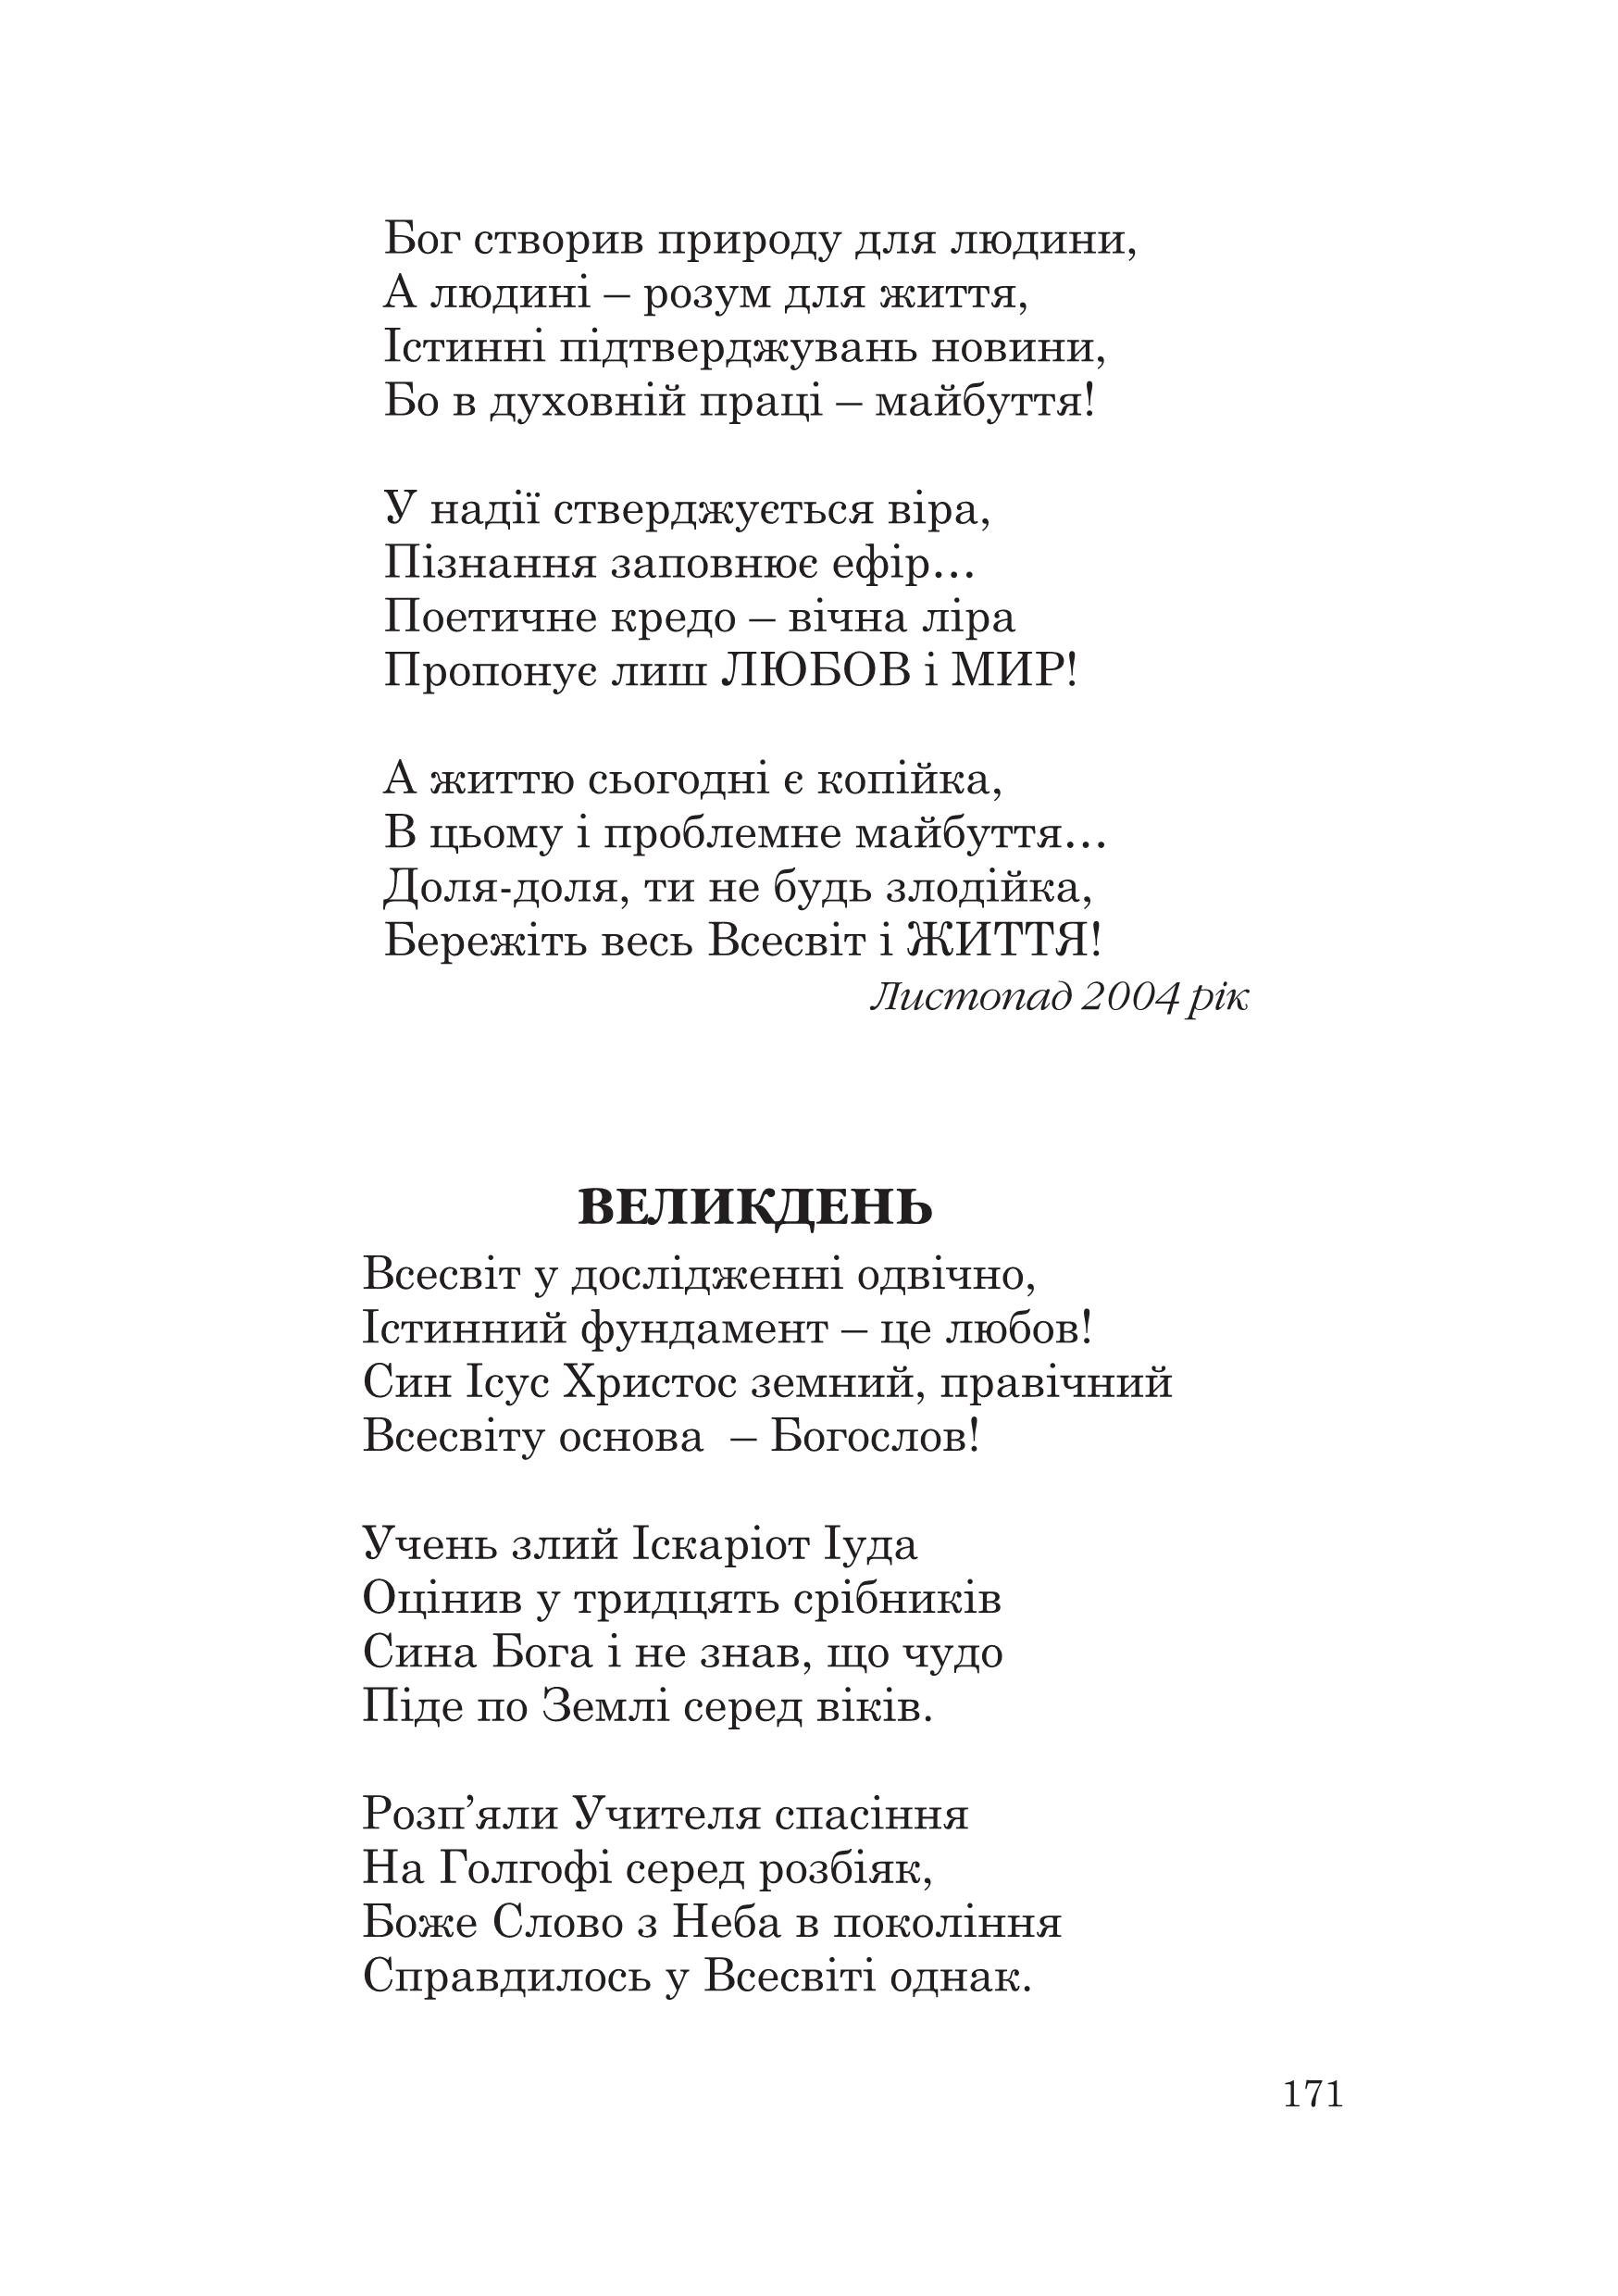 Бог створив природу для людини,
А людині – розум для життя,
Істинні підтверджувань новини,
Бо в духовній праці – майбуття!

У надії стверджується віра,
Пізнання заповнює ефір…
Поетичне кредо – вічна ліра
Пропонує лиш ЛЮБОВ і МИР!

А життю сьогодні є копійка,
В цьому і проблемне майбуття…
Доля-доля, ти не будь злодійка,
Бережіть весь Всесвіт і ЖИТТЯ!
Листопад 2004 рік

ВЕЛИКДЕНЬ
Всесвіт у дослідженні одвічно,
Істинний фундамент – це любов!
Син Ісус Христос земний, правічний
Всесвіту основа – Богослов!

Учень злий Іскаріот Іуда
Оцінив у тридцять срібників
Сина Бога і не знав, що чудо
Піде по Землі серед віків.

Розп’яли Учителя спасіння
На Голгофі серед розбіяк,
Боже Слово з Неба в покоління
Справдилось у Всесвіті однак.

171